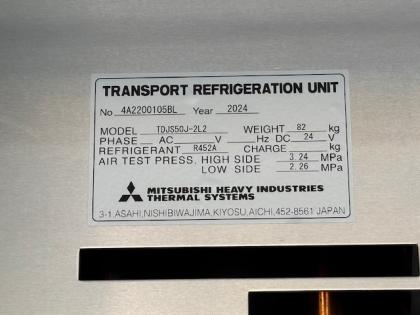 TRANSPORT REFRIGERATION UNIT
No 4A2200105BL Year 2024
MODEL TDJS50J-2L2 WEIGHT 82 kg
PHASE AC V Hz DC 24 V
REFRIGERANT R452A CHARGE kg
AIR TEST PRESS. HIGH SIDE 3.24 MPa
LOW SIDE 2.26 MPa
MITSUBISHI HEAVY INDUSTRIES
THERMAL SYSTEMS
3-1,ASAHI,NISHIBIWAJIMA,KIYOSU,AICHI,452-8561 JAPAN